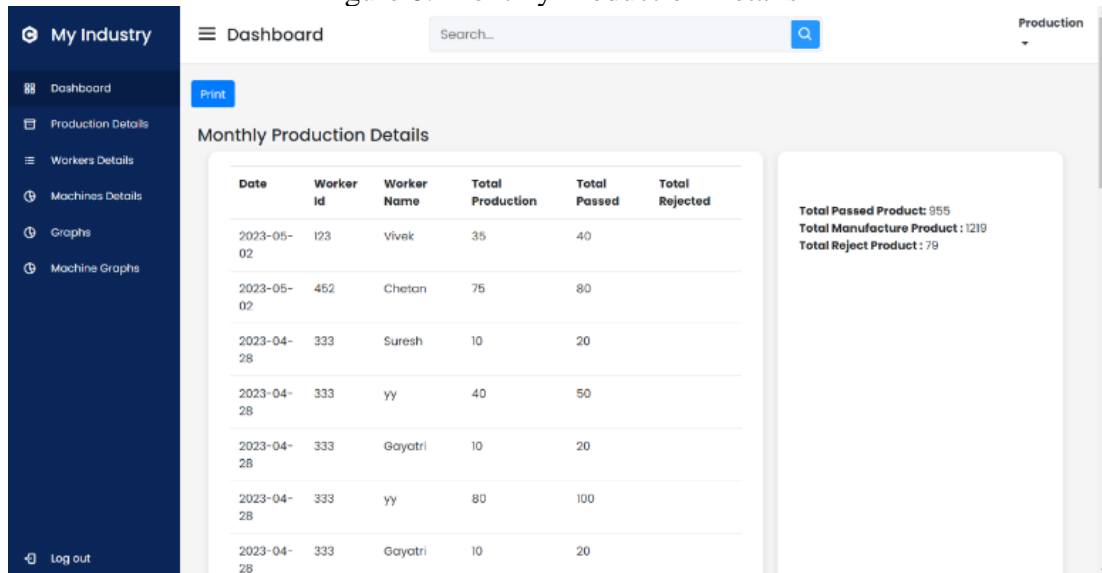 My Industry
Dashboard
Search...
Production
Dashboard
Production Details
Workers Details
Machines Details
Graphs
Machine Graphs
Log out
Print
Monthly Production Details
Date Worker Id Worker Name Total Production Total Passed Total Rejected
2023-05-02 123 Vivek 35 40
2023-05-02 452 Chetan 75 80
2023-04-28 333 Suresh 10 20
2023-04-28 333 yy 40 50
2023-04-28 333 Gayatri 10 20
2023-04-28 333 yy 80 100
2023-04-28 333 Gayatri 10 20
Total Passed Product: 955
Total Manufacture Product : 1219
Total Reject Product : 79